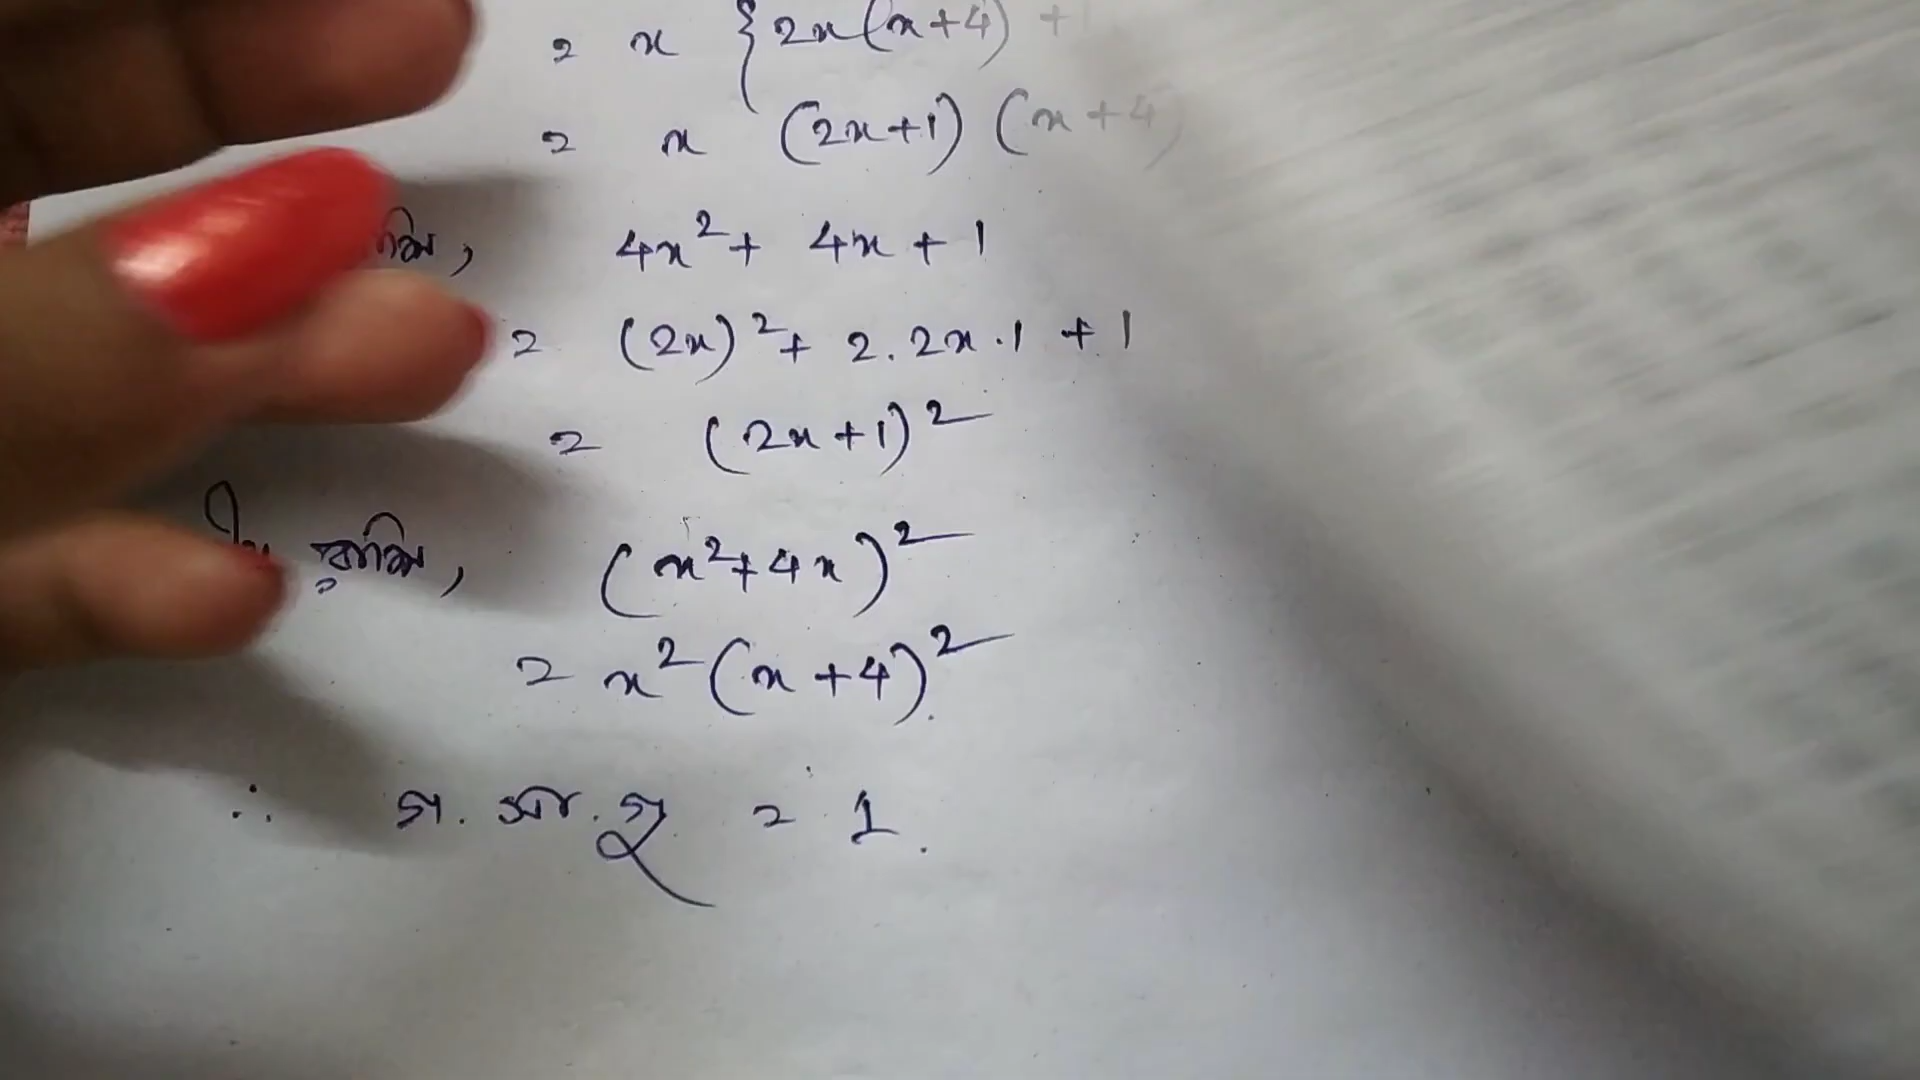 = x {2x(x+4) +
= x (2x+1) (x+4)
4x² + 4x + 1
= (2x)² + 2.2x.1 + 1
= (2x+1)²
রাশি, (x²+4x)²
= x² (x+4)²
∴ গ. সা. গু = 1.